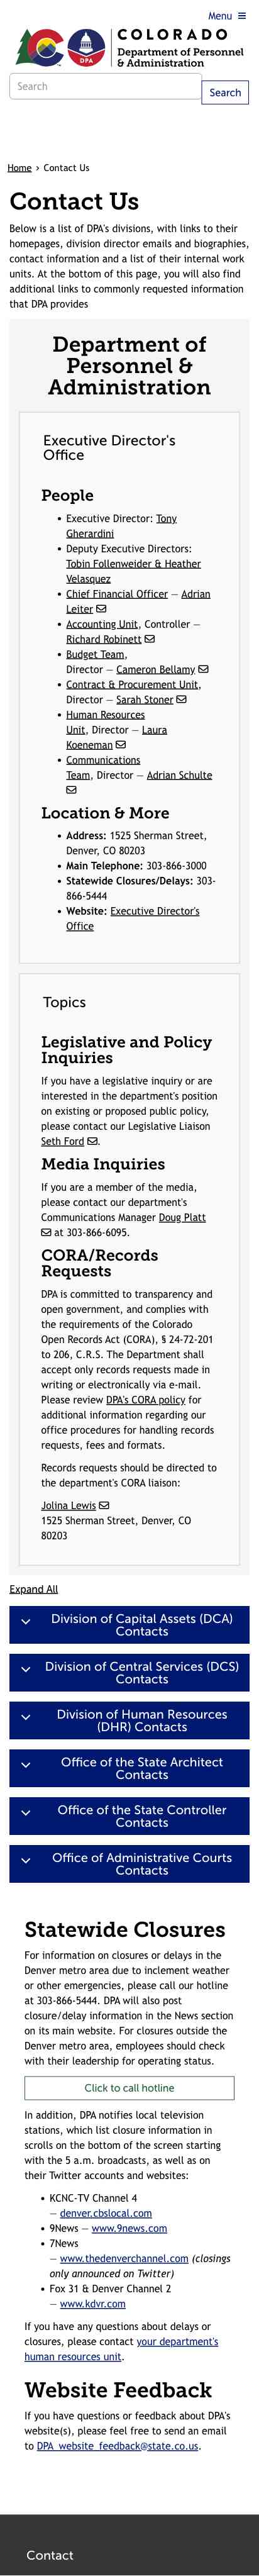 Menu
COLORADO
Department of Personnel
& Administration
DPA
Search
Search
Home › Contact Us
Contact Us
Below is a list of DPA's divisions, with links to their
homepages, division director emails and biographies,
contact information and a list of their internal work
units. At the bottom of this page, you will also find
additional links to commonly requested information
that DPA provides
Department of
Personnel &
Administration
Executive Director's
Office
People
• Executive Director: Tony
Gherardini
• Deputy Executive Directors:
Tobin Follenweider & Heather
Velasquez
• Chief Financial Officer — Adrian
Leiter
• Accounting Unit, Controller —
Richard Robinett
• Budget Team,
Director — Cameron Bellamy
• Contract & Procurement Unit,
Director — Sarah Stoner
• Human Resources
Unit, Director — Laura
Koeneman
• Communications
Team, Director — Adrian Schulte
Location & More
• Address: 1525 Sherman Street,
Denver, CO 80203
• Main Telephone: 303-866-3000
• Statewide Closures/Delays: 303-
866-5444
• Website: Executive Director's
Office
Topics
Legislative and Policy
Inquiries
If you have a legislative inquiry or are
interested in the department's position
on existing or proposed public policy,
please contact our Legislative Liaison
Seth Ford .
Media Inquiries
If you are a member of the media,
please contact our department's
Communications Manager Doug Platt
at 303-866-6095.
CORA/Records
Requests
DPA is committed to transparency and
open government, and complies with
the requirements of the Colorado
Open Records Act (CORA), § 24-72-201
to 206, C.R.S. The Department shall
accept only records requests made in
writing or electronically via e-mail.
Please review DPA's CORA policy for
additional information regarding our
office procedures for handling records
requests, fees and formats.
Records requests should be directed to
the department's CORA liaison:
Jolina Lewis
1525 Sherman Street, Denver, CO
80203
Expand All
Division of Capital Assets (DCA)
Contacts
Division of Central Services (DCS)
Contacts
Division of Human Resources
(DHR) Contacts
Office of the State Architect
Contacts
Office of the State Controller
Contacts
Office of Administrative Courts
Contacts
Statewide Closures
For information on closures or delays in the
Denver metro area due to inclement weather
or other emergencies, please call our hotline
at 303-866-5444. DPA will also post
closure/delay information in the News section
on its main website. For closures outside the
Denver metro area, employees should check
with their leadership for operating status.
Click to call hotline
In addition, DPA notifies local television
stations, which list closure information in
scrolls on the bottom of the screen starting
with the 5 a.m. broadcasts, as well as on
their Twitter accounts and websites:
• KCNC-TV Channel 4
— denver.cbslocal.com
• 9News — www.9news.com
• 7News
— www.thedenverchannel.com (closings
only announced on Twitter)
• Fox 31 & Denver Channel 2
— www.kdvr.com
If you have any questions about delays or
closures, please contact your department's
human resources unit.
Website Feedback
If you have questions or feedback about DPA's
website(s), please feel free to send an email
to DPA_website_feedback@state.co.us.
Contact